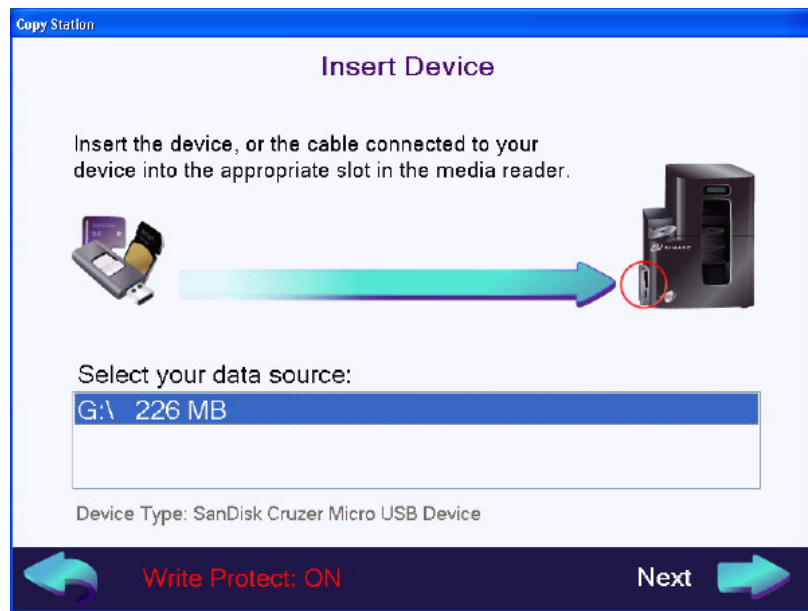 Copy Station
Insert Device
Insert the device, or the cable connected to your
device into the appropriate slot in the media reader.
Select your data source:
G:\ 226 MB
Device Type: SanDisk Cruzer Micro USB Device
Write Protect: ON
Next